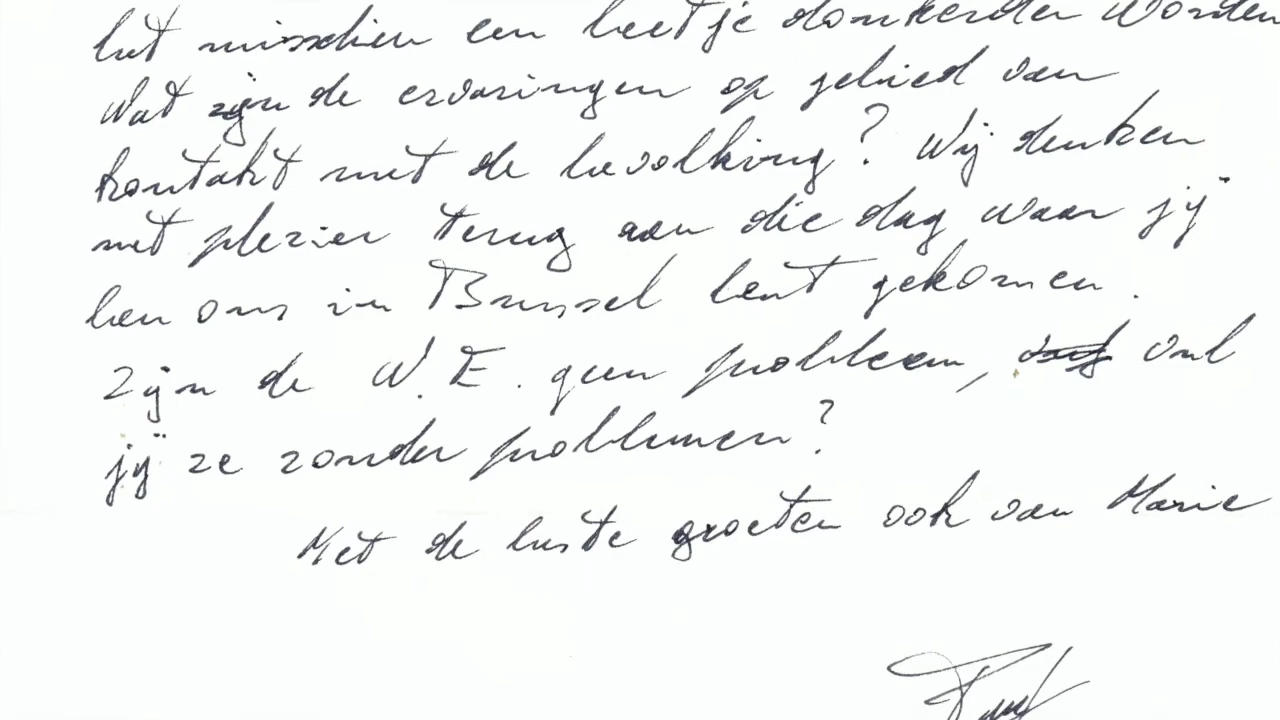 het misschien een beetje donkerder worden
Wat zijn de ervaringen op gebied van
kontakt met de bevolking? Wij denken
met plezier terug aan die dag waar jij
ben ons in Brussel bent gekomen.
Zijn de W.E. geen probleem, vul
jij ze zonder problemen?
Met de beste groeten ook van Marie